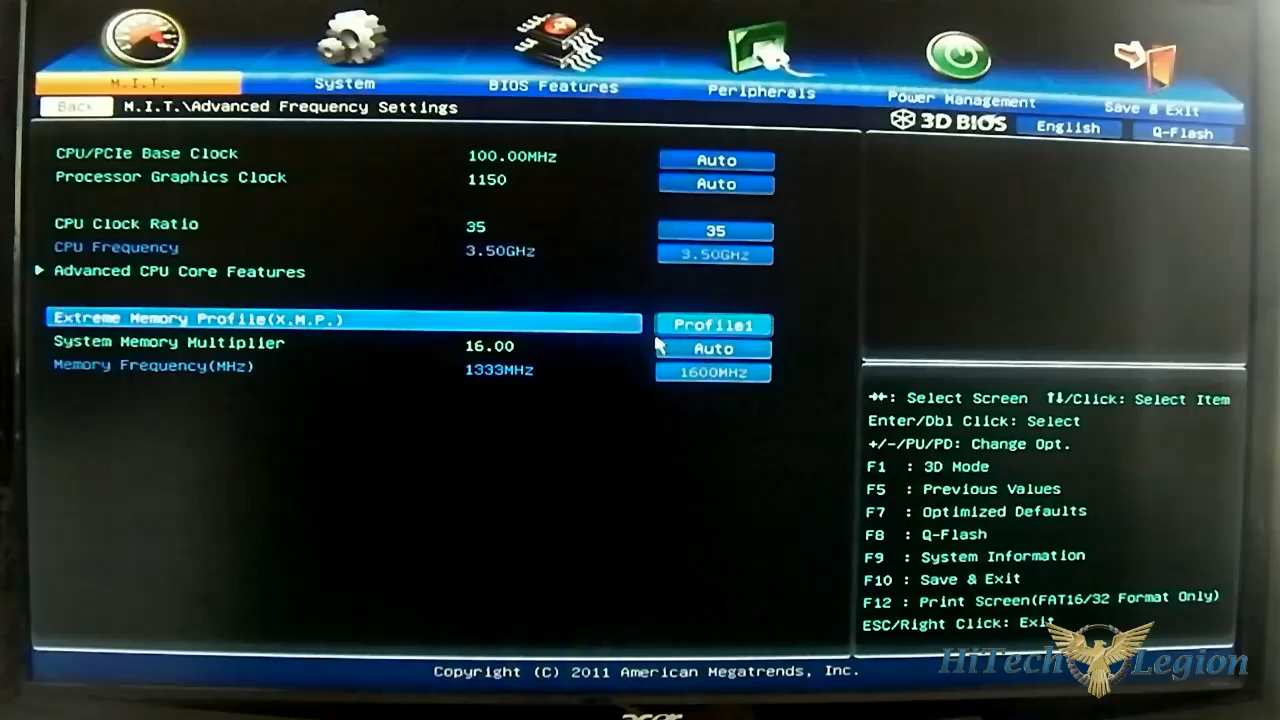 M.I.T.
System
BIOS Features
Peripherals
Power Management
Save & Exit
Back
M.I.T.\Advanced Frequency Settings
3D BIOS
English
Q-Flash
CPU/PCIe Base Clock 100.00MHz Auto
Processor Graphics Clock 1150 Auto
CPU Clock Ratio 35 35
CPU Frequency 3.50GHz 3.50GHz
Advanced CPU Core Features
Extreme Memory Profile(X.M.P.) Profile1
System Memory Multiplier 16.00 Auto
Memory Frequency(MHz) 1333MHz 1600MHz
→←: Select Screen ↑↓/Click: Select Item
Enter/Dbl Click: Select
+/-/PU/PD: Change Opt.
F1 : 3D Mode
F5 : Previous Values
F7 : Optimized Defaults
F8 : Q-Flash
F9 : System Information
F10 : Save & Exit
F12 : Print Screen(FAT16/32 Format Only)
ESC/Right Click: Exit
HiTech Legion
Copyright (C) 2011 American Megatrends, Inc.
acer